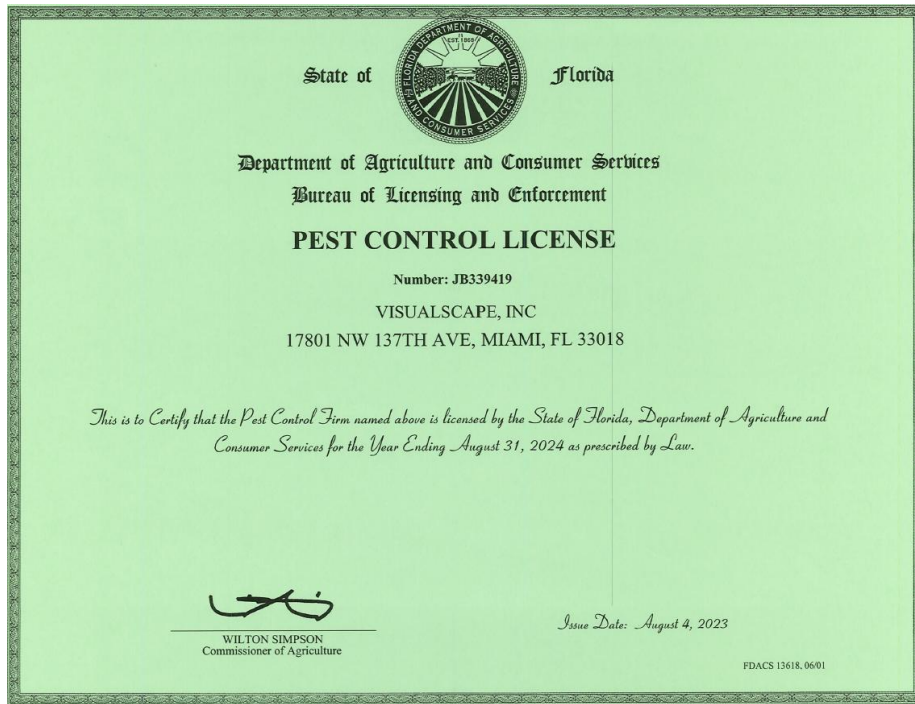 State of Florida
FLORIDA DEPARTMENT OF AGRICULTURE
AND CONSUMER SERVICES
EST. 1868
Department of Agriculture and Consumer Services
Bureau of Licensing and Enforcement
PEST CONTROL LICENSE
Number: JB339419
VISUALSCAPE, INC
17801 NW 137TH AVE, MIAMI, FL 33018
This is to Certify that the Pest Control Firm named above is licensed by the State of Florida, Department of Agriculture and
Consumer Services for the Year Ending August 31, 2024 as prescribed by Law.
WILTON SIMPSON
Commissioner of Agriculture
Issue Date: August 4, 2023
FDACS 13618, 06/01